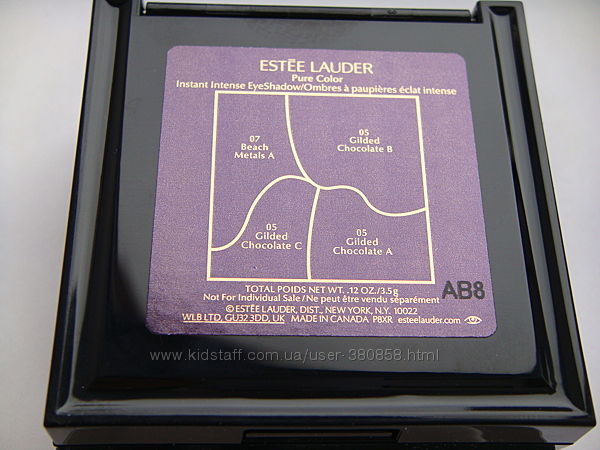 ESTĒE LAUDER
Pure Color
Instant Intense EyeShadow/Ombres à paupières éclat intense
07
Beach
Metals A
05
Gilded
Chocolate B
05
Gilded
Chocolate C
05
Gilded
Chocolate A
TOTAL POIDS NET WT. .12 OZ./3.5g
Not For Individual Sale/Ne peut être vendu séparément
© ESTĒE LAUDER, DIST., NEW YORK, N.Y. 10022
WLB LTD, GU32 3DD, UK MADE IN CANADA P8XR esteelauder.com
AB8
www.kidstaff.com.ua/user-380858.html